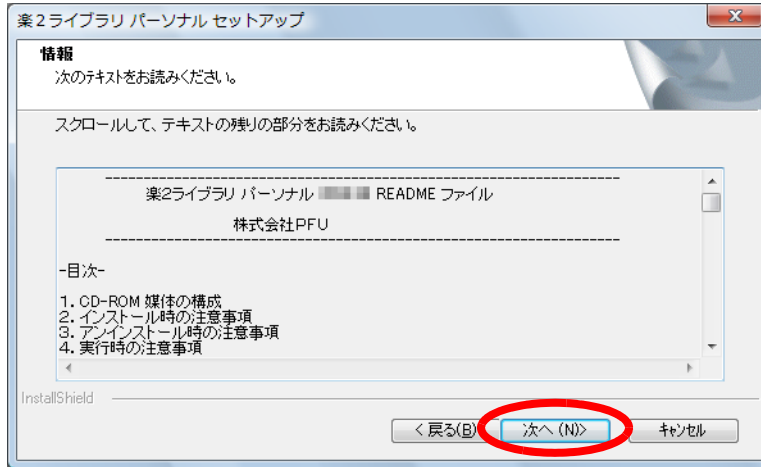 楽2ライブラリ パーソナル セットアップ
情報
次のテキストをお読みください。
スクロールして、テキストの残りの部分をお読みください。
------------------------------------------------------------
楽2ライブラリ パーソナル README ファイル
株式会社PFU
------------------------------------------------------------
-目次-
1. CD-ROM 媒体の構成
2. インストール時の注意事項
3. アンインストール時の注意事項
4. 実行時の注意事項
InstallShield
< 戻る(B) 次へ (N)> キャンセル